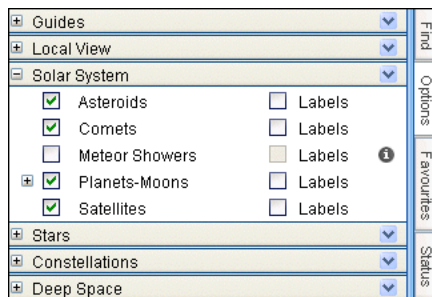 Guides
Local View
Solar System
Asteroids Labels
Comets Labels
Meteor Showers Labels
Planets-Moons Labels
Satellites Labels
Stars
Constellations
Deep Space
Find
Options
Favourites
Status